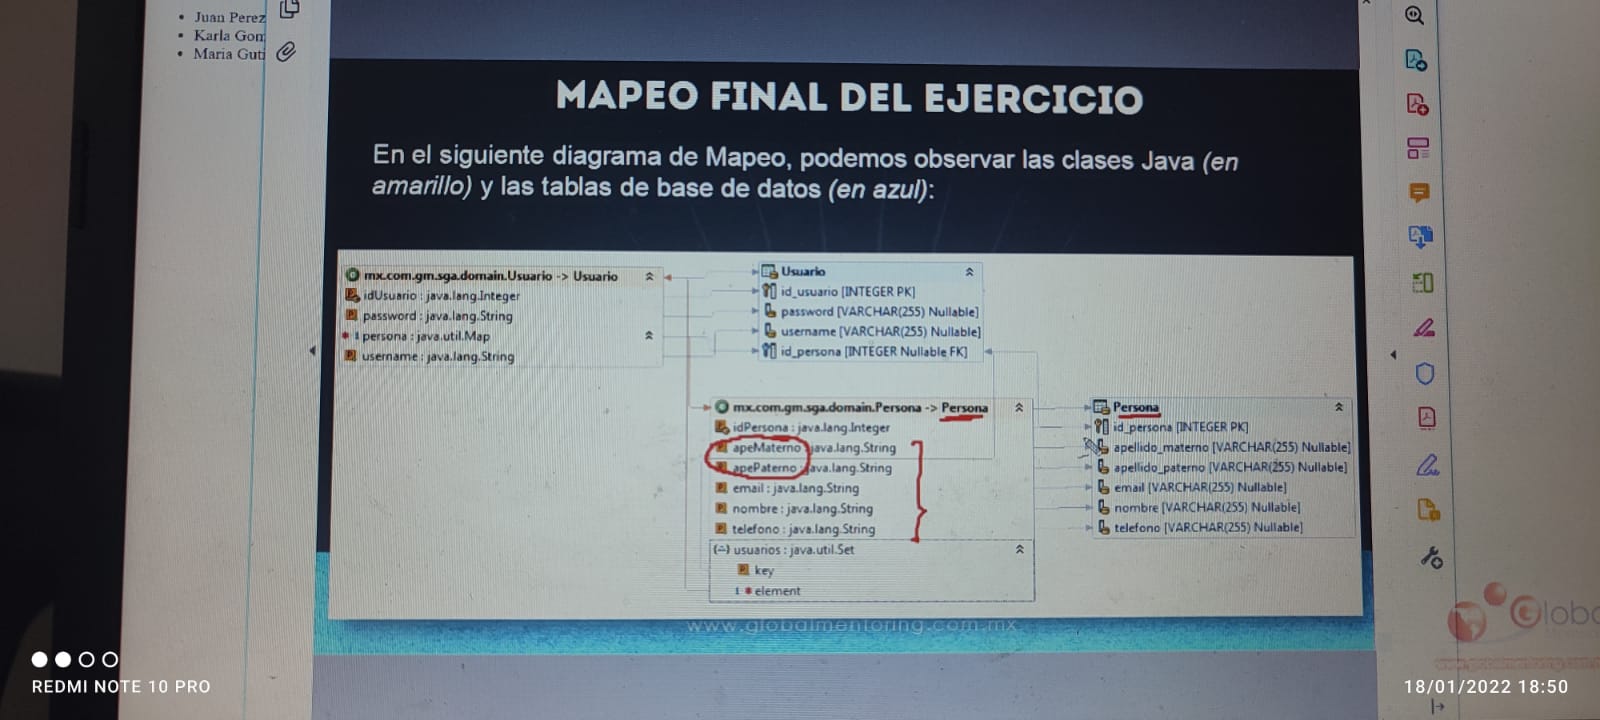 Juan Perez
Karla Gom
Maria Guti
MAPEO FINAL DEL EJERCICIO
En el siguiente diagrama de Mapeo, podemos observar las clases Java (en
amarillo) y las tablas de base de datos (en azul):
mx.com.gm.sga.domain.Usuario -> Usuario
idUsuario : java.lang.Integer
password : java.lang.String
1 persona : java.util.Map
username : java.lang.String
Usuario
id_usuario [INTEGER PK]
password [VARCHAR(255) Nullable]
username [VARCHAR(255) Nullable]
id_persona [INTEGER Nullable FK]
mx.com.gm.sga.domain.Persona -> Persona
idPersona : java.lang.Integer
apeMaterno : java.lang.String
apePaterno : java.lang.String
email : java.lang.String
nombre : java.lang.String
telefono : java.lang.String
usuarios : java.util.Set
key
1 * element
Persona
id_persona [INTEGER PK]
apellido_materno [VARCHAR(255) Nullable]
apellido_paterno [VARCHAR(255) Nullable]
email [VARCHAR(255) Nullable]
nombre [VARCHAR(255) Nullable]
telefono [VARCHAR(255) Nullable]
www.globalmentoring.com.mx
Globa
REDMI NOTE 10 PRO
18/01/2022 18:50